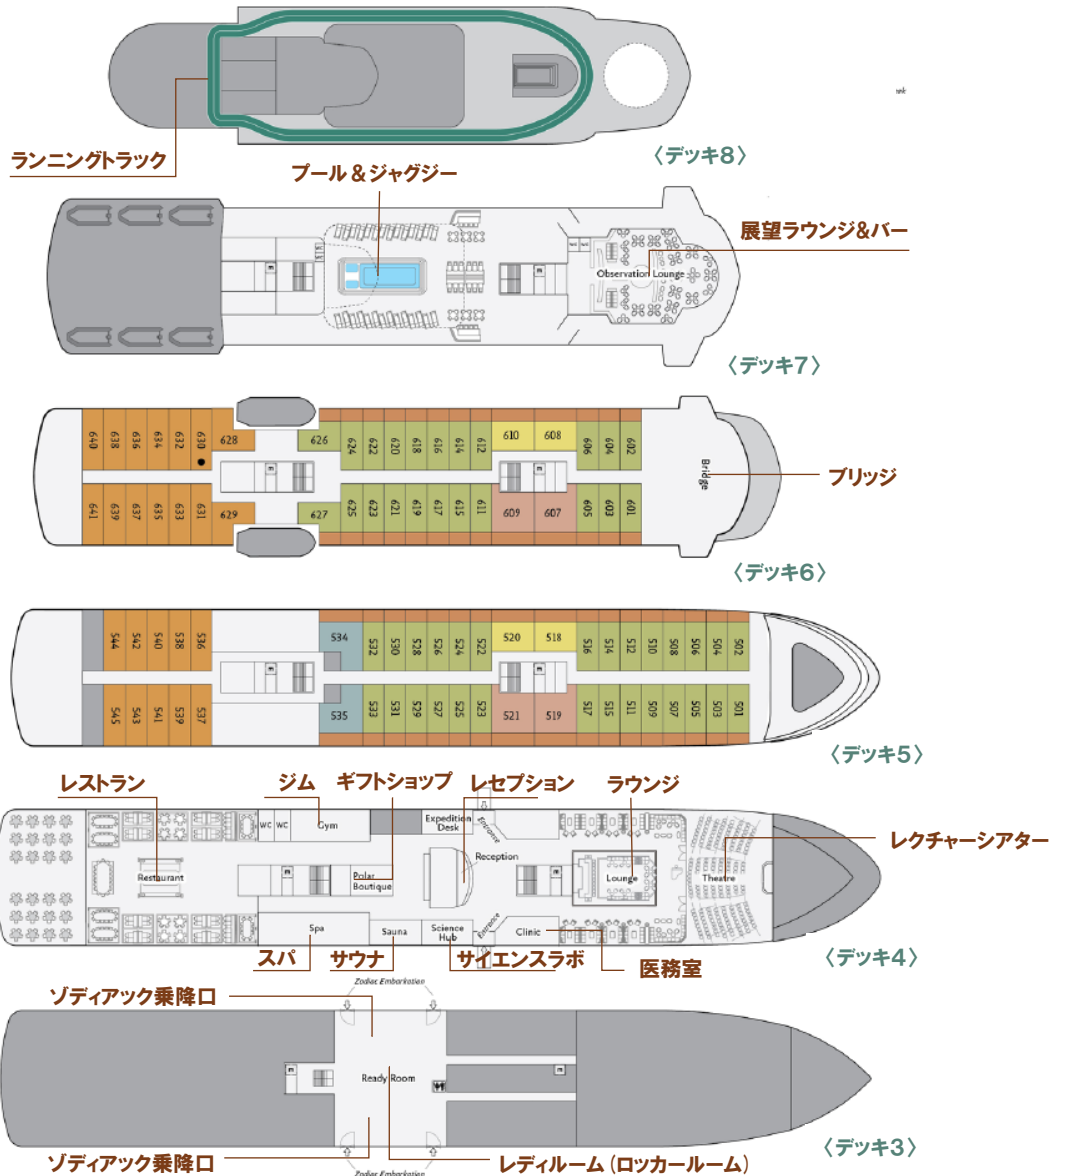 ランニングトラック
〈デッキ8〉
プール＆ジャグジー
展望ラウンジ&バー
WC
WC
WC WC
E
E
Observation Lounge
〈デッキ7〉
640 638 636 634 632 630 628 626 624 622 620 618 616 614 612 610 608 606 604 602
E
E
Bridge
ブリッジ
641 639 637 635 633 631 629 627 625 623 621 619 617 615 611 609 607 605 603 601
〈デッキ6〉
544 542 540 538 536 534 532 530 528 526 524 522 520 518 516 514 512 510 508 506 504 502
E
E
545 543 541 539 537 535 533 531 529 527 525 523 521 519 517 515 511 509 507 505 503 501
〈デッキ5〉
レストラン
ジム
ギフトショップ
レセプション
ラウンジ
WC WC
Gym
Expedition
Desk
Entrance
レクチャーシアター
Reception
Restaurant
E
Polar
Boutique
E
Lounge
Theatre
Spa
Sauna
Science
Hub
Entrance
Clinic
スパ
サウナ
サイエンスラボ
医務室
〈デッキ4〉
Zodiac Embarkation
ゾディアック乗降口
E
Ready Room
E
ゾディアック乗降口
Zodiac Embarkation
レディルーム（ロッカールーム）
〈デッキ3〉